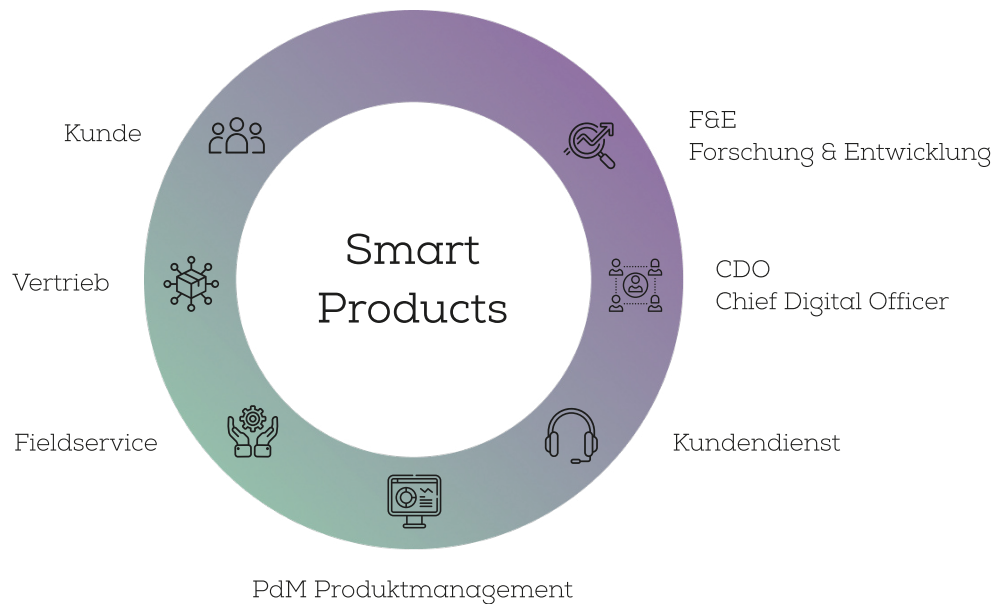 Kunde
F&E
Forschung & Entwicklung
Smart
Products
Vertrieb
CDO
Chief Digital Officer
Fieldservice
Kundendienst
PdM Produktmanagement